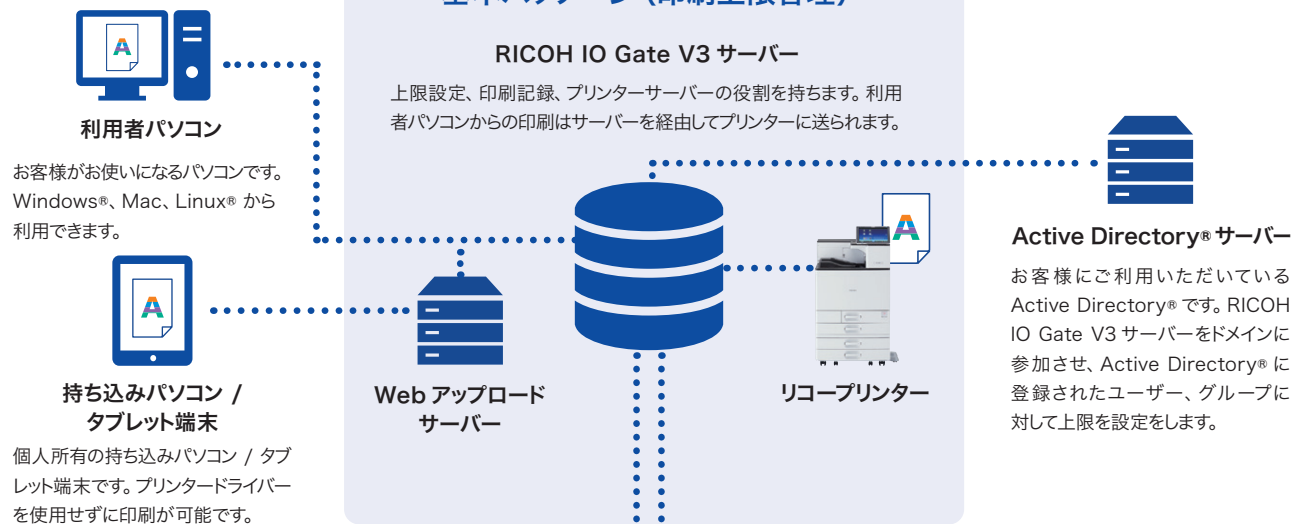 基本パッケージ（印刷上限管理）
RICOH IO Gate V3 サーバー
上限設定、印刷記録、プリンターサーバーの役割を持ちます。利用
者パソコンからの印刷はサーバーを経由してプリンターに送られます。
利用者パソコン
お客様がお使いになるパソコンです。
Windows®、Mac、Linux® から
利用できます。
持ち込みパソコン /
タブレット端末
個人所有の持ち込みパソコン / タブ
レット端末です。プリンタードライバー
を使用せずに印刷が可能です。
Web アップロード
サーバー
リコープリンター
Active Directory® サーバー
お客様にご利用いただいている
Active Directory® です。RICOH
IO Gate V3 サーバーをドメインに
参加させ、Active Directory® に
登録されたユーザー、グループに
対して上限を設定をします。